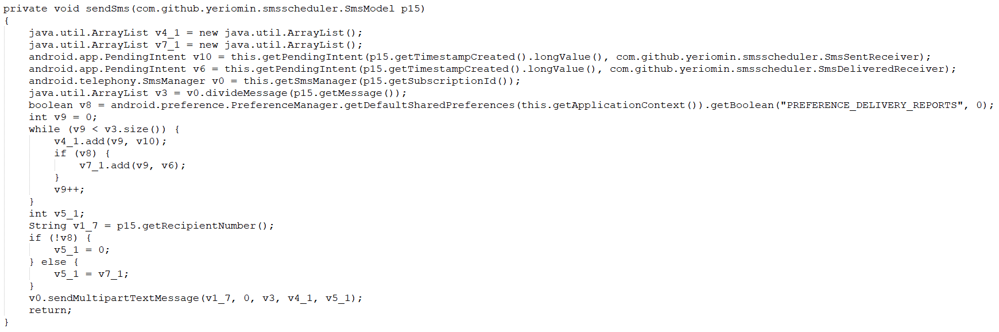 private void sendSms(com.github.yeriomin.smsscheduler.SmsModel p15)
{
    java.util.ArrayList v4_1 = new java.util.ArrayList();
    java.util.ArrayList v7_1 = new java.util.ArrayList();
    android.app.PendingIntent v10 = this.getPendingIntent(p15.getTimestampCreated().longValue(), com.github.yeriomin.smsscheduler.SmsSentReceiver);
    android.app.PendingIntent v6 = this.getPendingIntent(p15.getTimestampCreated().longValue(), com.github.yeriomin.smsscheduler.SmsDeliveredReceiver);
    android.telephony.SmsManager v0 = this.getSmsManager(p15.getSubscriptionId());
    java.util.ArrayList v3 = v0.divideMessage(p15.getMessage());
    boolean v8 = android.preference.PreferenceManager.getDefaultSharedPreferences(this.getApplicationContext()).getBoolean("PREFERENCE_DELIVERY_REPORTS", 0);
    int v9 = 0;
    while (v9 < v3.size()) {
        v4_1.add(v9, v10);
        if (v8) {
            v7_1.add(v9, v6);
        }
        v9++;
    }
    int v5_1;
    String v1_7 = p15.getRecipientNumber();
    if (!v8) {
        v5_1 = 0;
    } else {
        v5_1 = v7_1;
    }
    v0.sendMultipartTextMessage(v1_7, 0, v3, v4_1, v5_1);
    return;
}